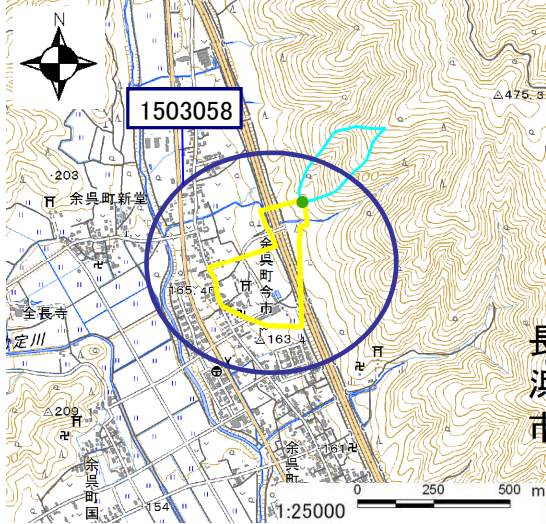 N
1503058
475.3
203
余呉町新堂
余呉町今市
165.4
全長寺
163.4
定川
長浜市
209
161
余呉町国
余呉町
154
1:25000
0 250 500 m